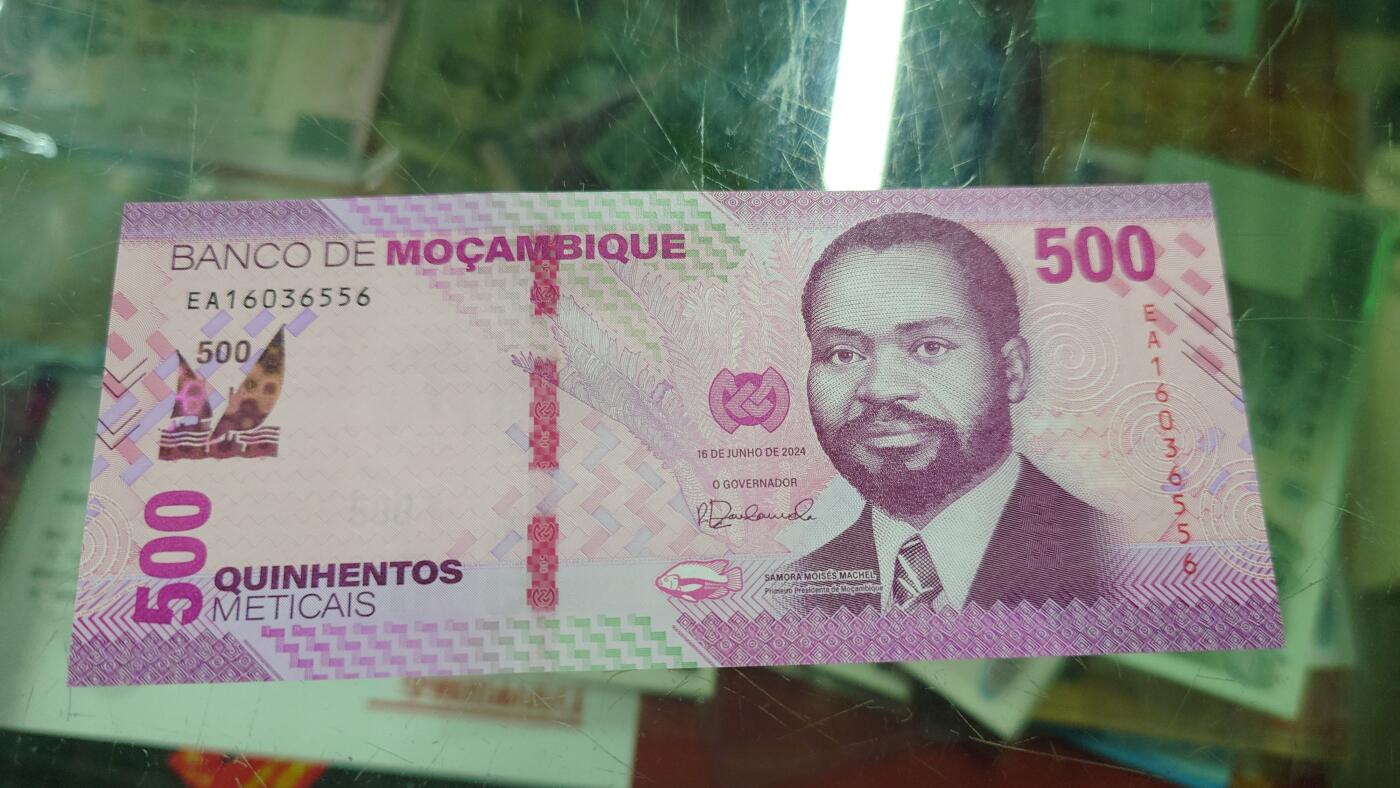 BANCO DE MOÇAMBIQUE
500
EA16036556
500
EA16036556
16 DE JUNHO DE 2024
O GOVERNADOR
500
QUINHENTOS
METICAIS
SAMORA MOISÉS MACHEL
Primeiro Presidente de Moçambique